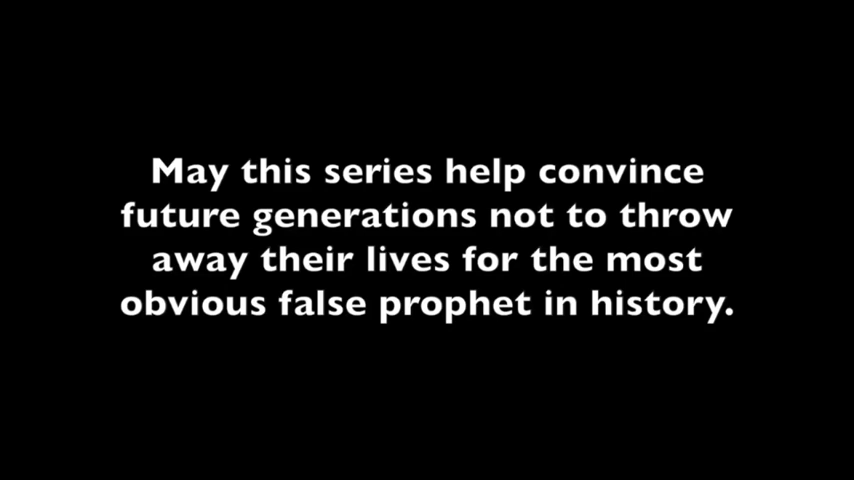 May this series help convince
future generations not to throw
away their lives for the most
obvious false prophet in history.